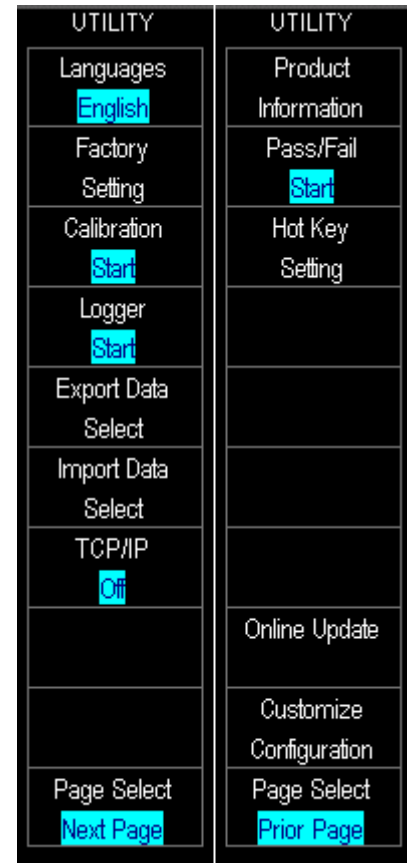 UTILITY
Languages
English
Factory
Setting
Calibration
Start
Logger
Start
Export Data
Select
Import Data
Select
TCP/IP
Off
Page Select
Next Page
UTILITY
Product
Information
Pass/Fail
Start
Hot Key
Setting
Online Update
Customize
Configuration
Page Select
Prior Page